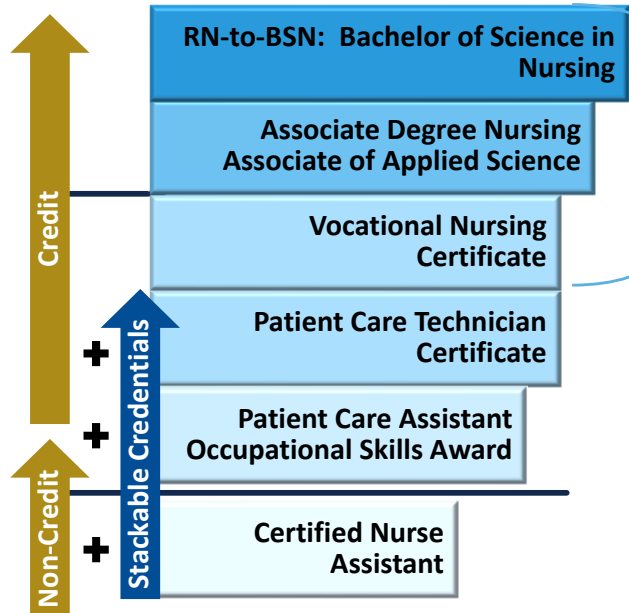 RN-to-BSN: Bachelor of Science in
Nursing
Associate Degree Nursing
Associate of Applied Science
Vocational Nursing
Certificate
Patient Care Technician
Certificate
Patient Care Assistant
Occupational Skills Award
Certified Nurse
Assistant
Credit
Non-Credit
Stackable Credentials
+
+
+